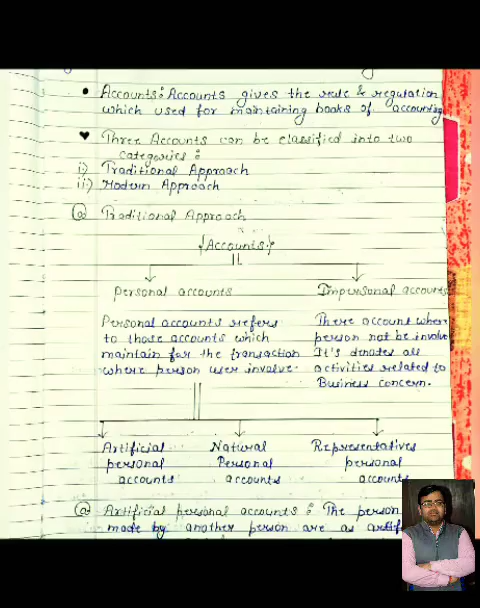 • Accounts: Accounts gives the rule & regulation
which used for maintaining books of accounting
♥ Three Accounts can be classified into two
categories:
i) Traditional Approach
ii) Modern Approach
@ Traditional Approach
{Accounts}
Personal accounts
Impersonal accounts
Personal accounts refers
to those accounts which
maintain for the transaction
where person user involve.
There account where
person not be involve
It's denotes all
activities related to
Business concern.
Artificial
personal
accounts
Natural
Personal
accounts
Representatives
personal
accounts
@ Artificial personal accounts: The person
made by another person are as